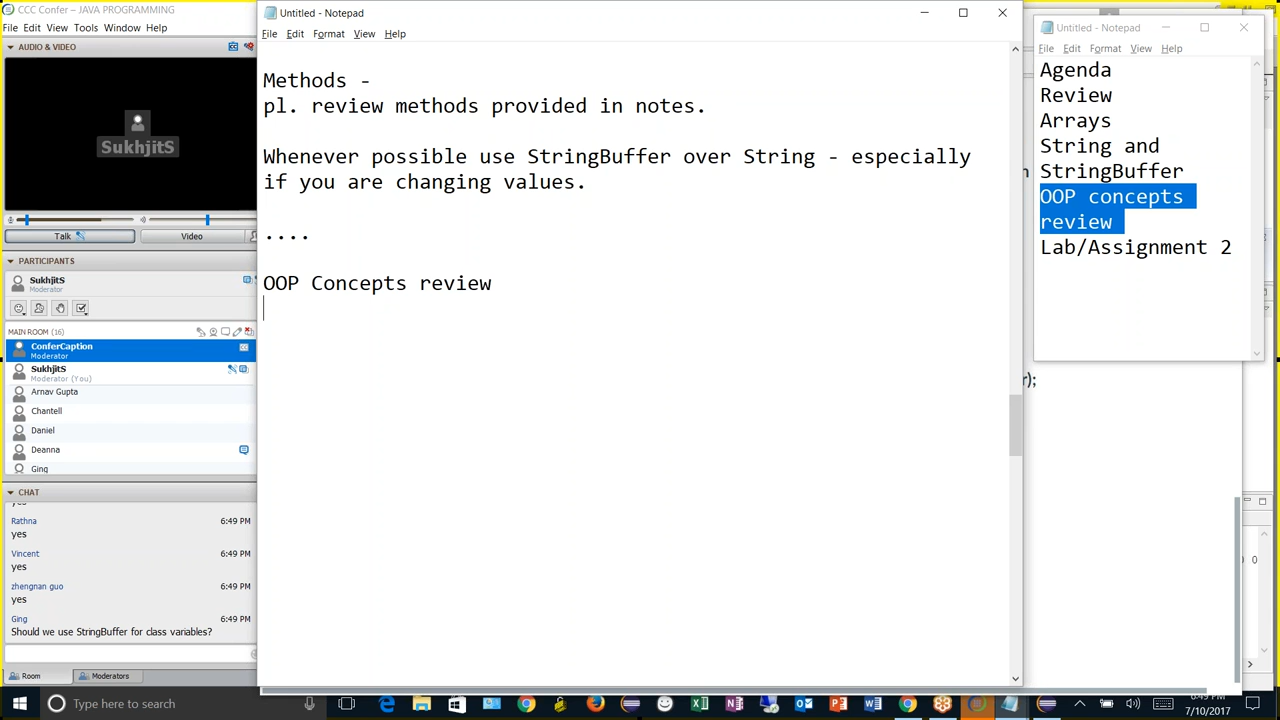 CCC Confer – JAVA PROGRAMMING
File Edit View Tools Window Help
AUDIO & VIDEO
SukhjitS
Talk
Video
PARTICIPANTS
SukhjitS
Moderator
MAIN ROOM (16)
ConferCaption
Moderator
SukhjitS
Moderator (You)
Arnav Gupta
Chantell
Daniel
Deanna
Ging
CHAT
yes
Rathna 6:49 PM
yes
Vincent 6:49 PM
yes
zhengnan guo 6:49 PM
yes
Ging 6:49 PM
Should we use StringBuffer for class variables?
Room
Moderators
Untitled - Notepad
File Edit Format View Help
Methods -
pl. review methods provided in notes.
Whenever possible use StringBuffer over String - especially
if you are changing values.
....
OOP Concepts review
Untitled - Notepad
File Edit Format View Help
Agenda
Review
Arrays
String and
StringBuffer
OOP concepts
review
Lab/Assignment 2
r);
0
Type here to search
6:49 PM
7/10/2017